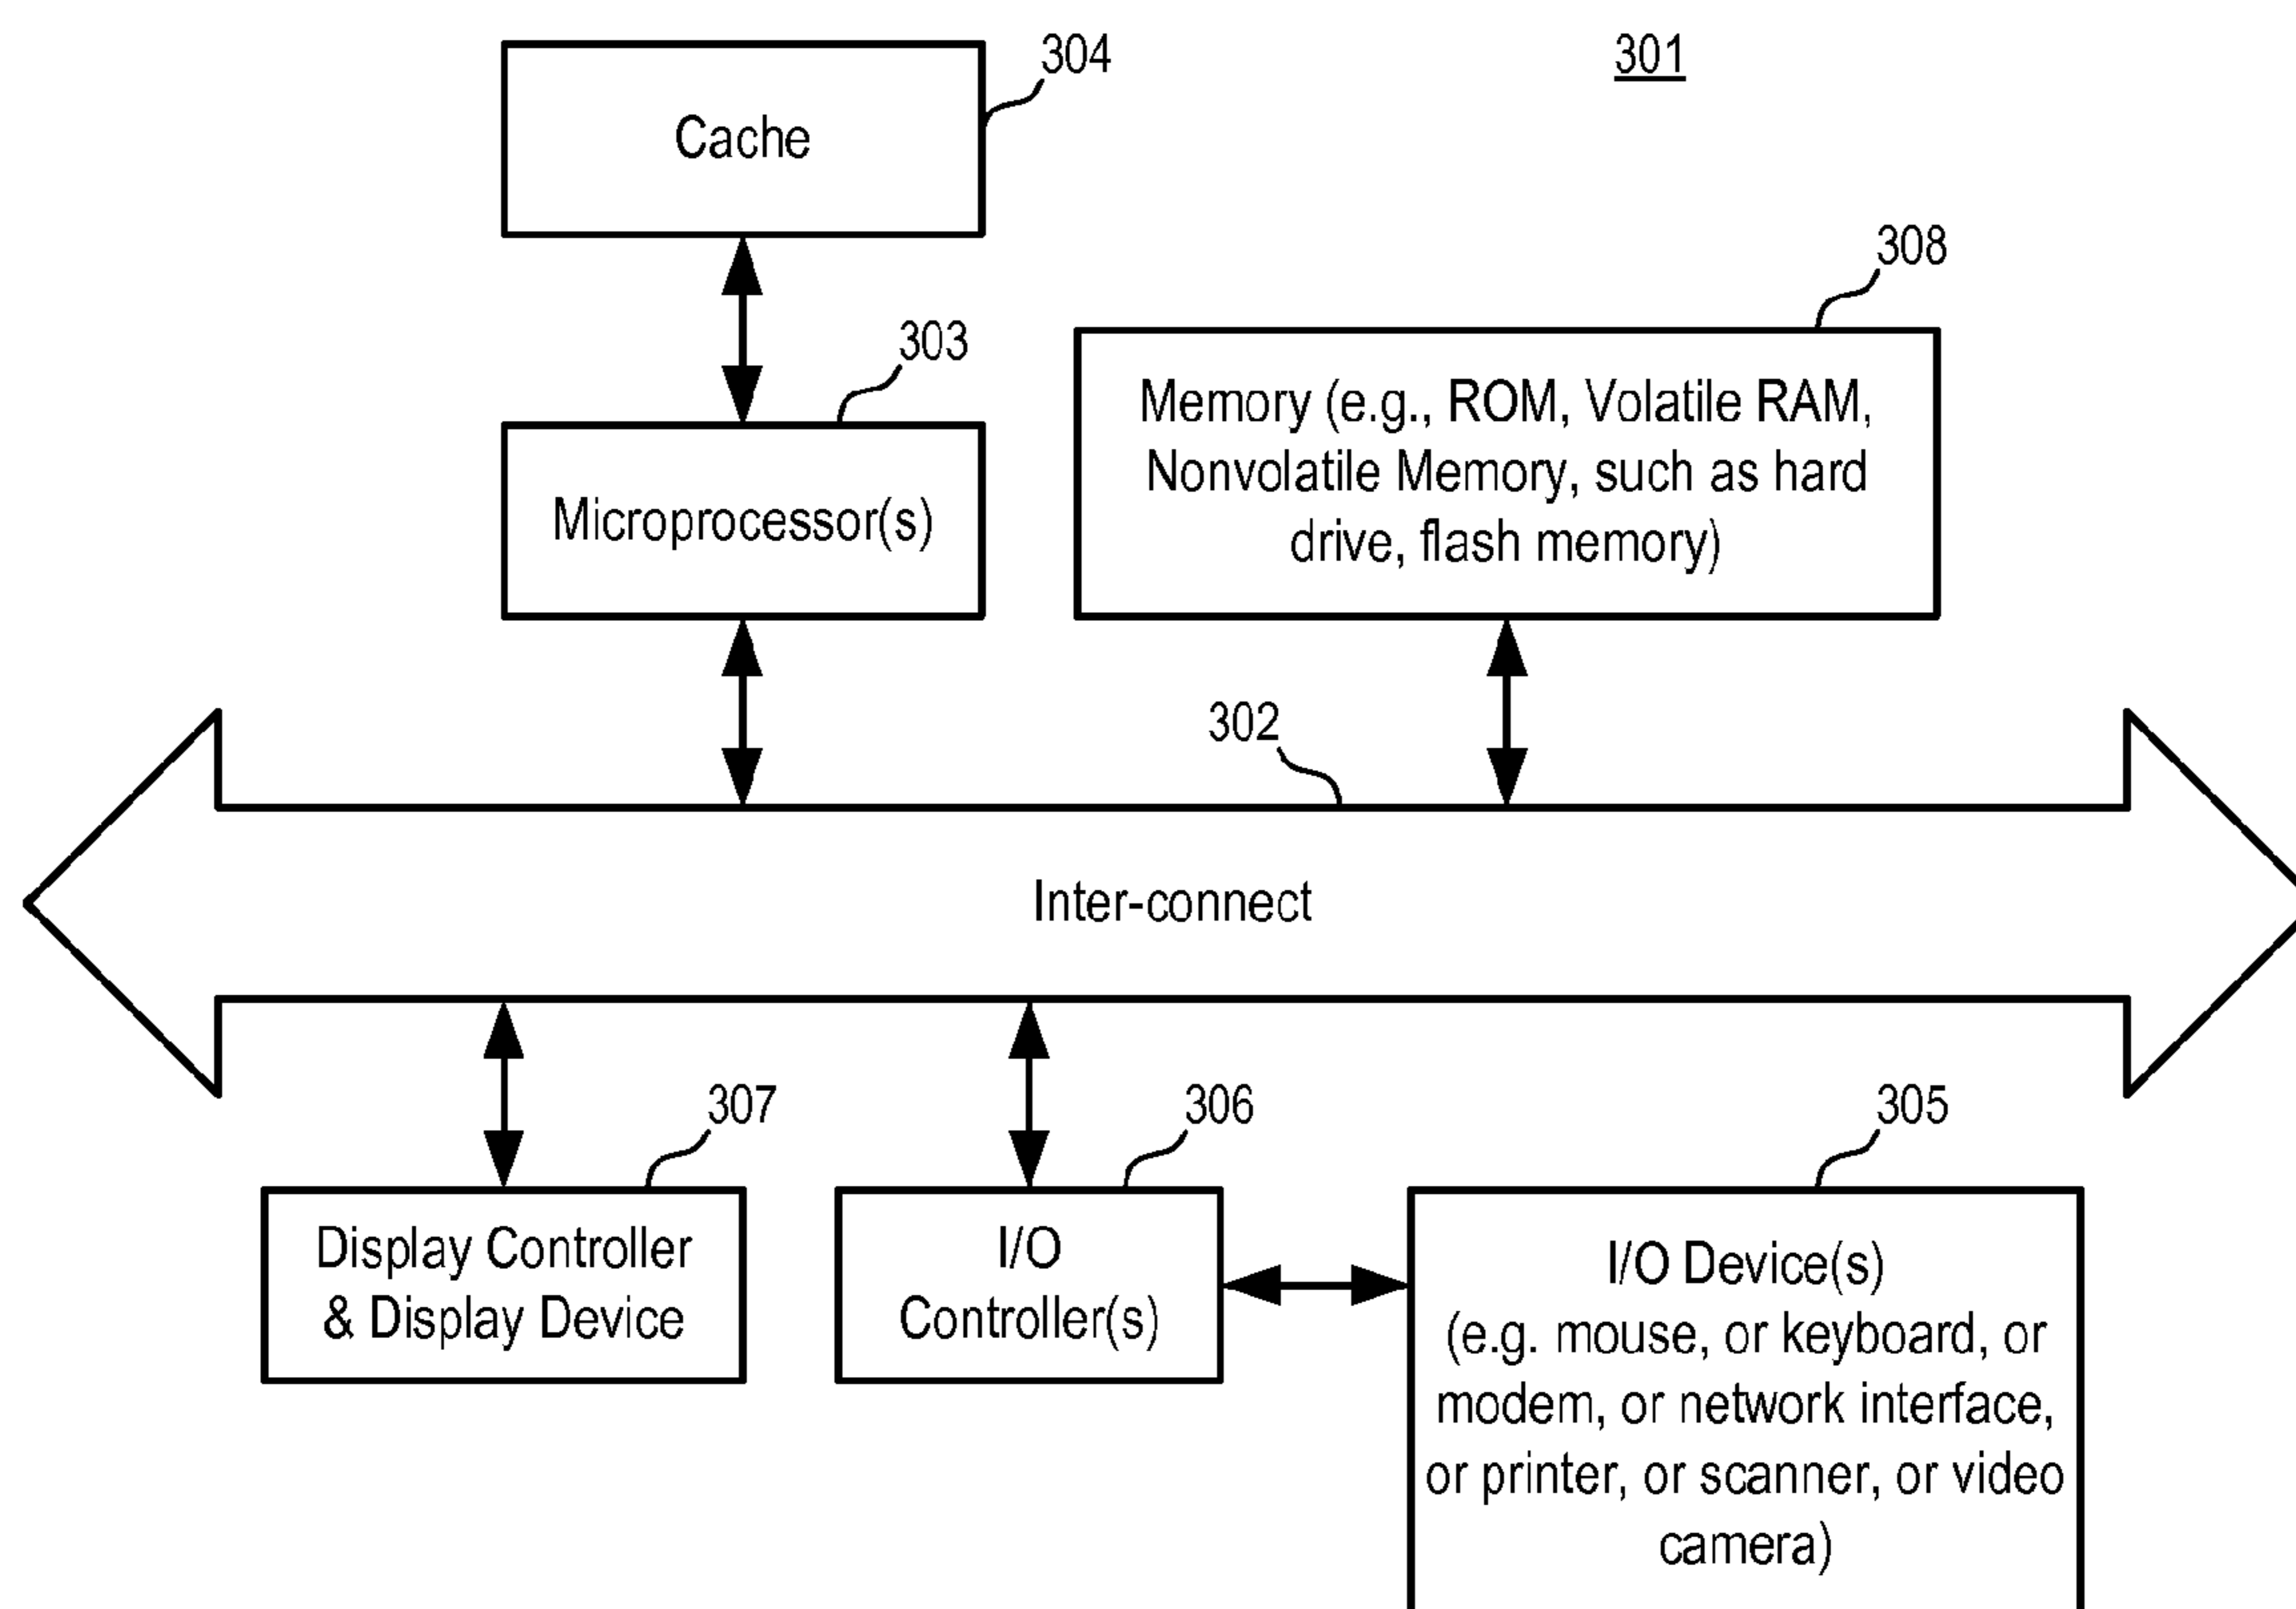 304
301
Cache
308
303
Memory (e.g., ROM, Volatile RAM,
Nonvolatile Memory, such as hard
drive, flash memory)
Microprocessor(s)
302
Inter-connect
307
306
305
Display Controller
& Display Device
I/O
Controller(s)
I/O Device(s)
(e.g. mouse, or keyboard, or
modem, or network interface,
or printer, or scanner, or video
camera)